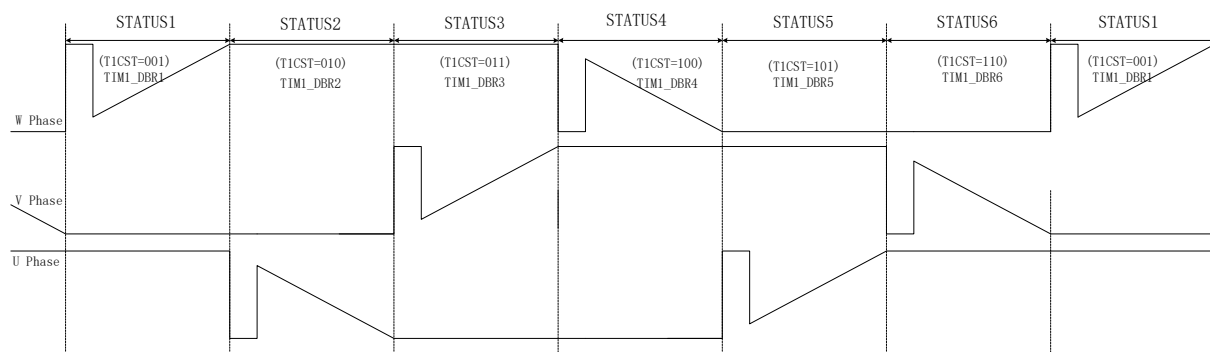 STATUS1 STATUS2 STATUS3 STATUS4 STATUS5 STATUS6 STATUS1
(T1CST=001) (T1CST=010) (T1CST=011) (T1CST=100) (T1CST=101) (T1CST=110) (T1CST=001)
TIM1_DBR1 TIM1_DBR2 TIM1_DBR3 TIM1_DBR4 TIM1_DBR5 TIM1_DBR6 TIM1_DBR1
W Phase
V Phase
U Phase